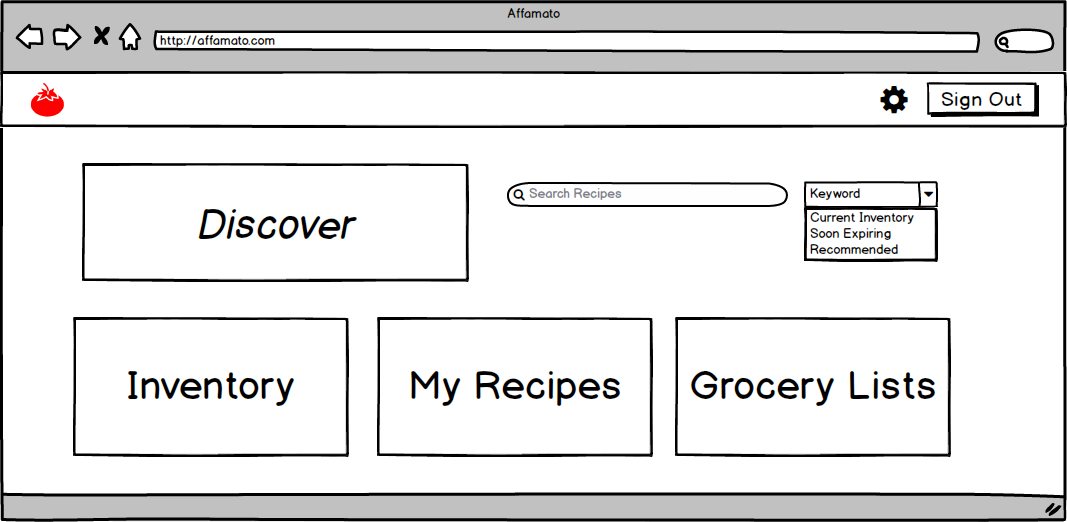 Affamato
http://affamato.com
Sign Out
Discover
Search Recipes
Keyword
Current Inventory
Soon Expiring
Recommended
Inventory
My Recipes
Grocery Lists